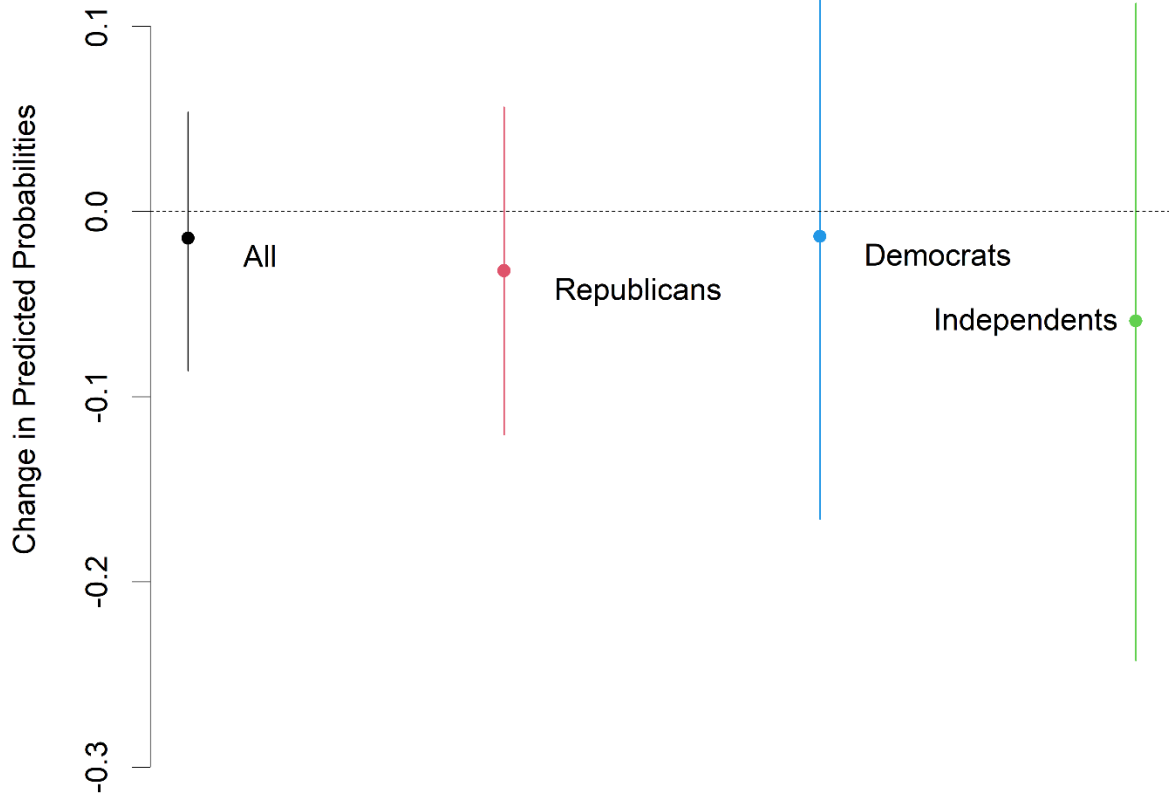 Change in Predicted Probabilities
0.1
0.0
-0.1
-0.2
-0.3
All
Republicans
Democrats
Independents